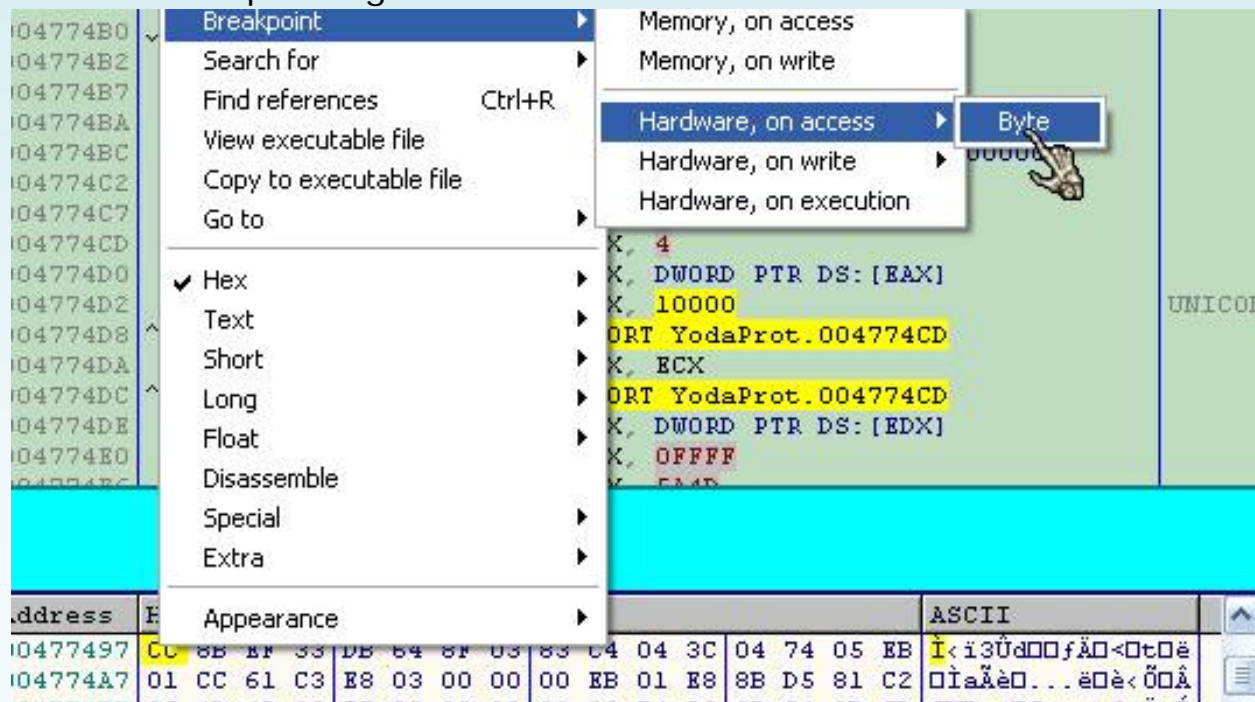 004774B0
004774B2
004774B7
004774BA
004774BC
004774C2
004774C7
004774CD
004774D0
004774D2
004774D8 ^
004774DA
004774DC ^
004774DE
004774E0
Breakpoint
Search for
Find references Ctrl+R
View executable file
Copy to executable file
Go to
Hex
Text
Short
Long
Float
Disassemble
Special
Extra
Appearance
Memory, on access
Memory, on write
Hardware, on access
Hardware, on write
Hardware, on execution
Byte
X, 4
X, DWORD PTR DS:[EAX]
X, 10000
ORT YodaProt.004774CD
X, ECX
ORT YodaProt.004774CD
X, DWORD PTR DS:[EDX]
X, 0FFFF
UNICO
ddress H ASCII
00477497 CC 8B EF 33 DB 64 8F 03 83 C4 04 3C 04 74 05 EB
004774A7 01 CC 61 C3 E8 03 00 00 00 EB 01 E8 8B D5 81 C2